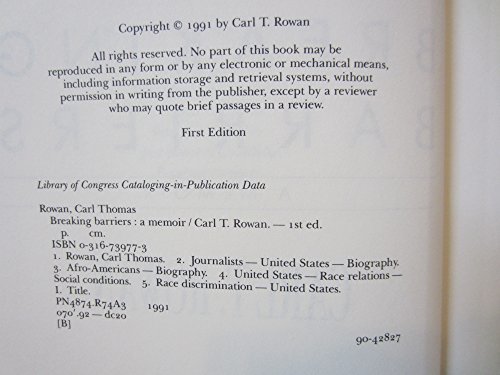 Copyright © 1991 by Carl T. Rowan
All rights reserved. No part of this book may be
reproduced in any form or by any electronic or mechanical means,
including information storage and retrieval systems, without
permission in writing from the publisher, except by a reviewer
who may quote brief passages in a review.
First Edition
Library of Congress Cataloging-in-Publication Data
Rowan, Carl Thomas
Breaking barriers : a memoir / Carl T. Rowan. — 1st ed.
p. cm.
ISBN 0-316-73977-3
1. Rowan, Carl Thomas. 2. Journalists — United States — Biography.
3. Afro-Americans — Biography. 4. United States — Race relations —
Social conditions. 5. Race discrimination — United States.
I. Title.
PN4874.R74A3 1991
070'.92 — dc20
[B]
90-42827